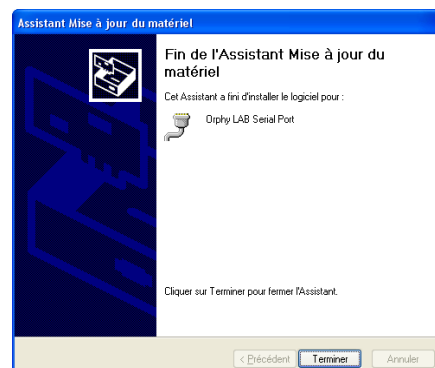 Assistant Mise à jour du matériel
Fin de l'Assistant Mise à jour du
matériel
Cet Assistant a fini d'installer le logiciel pour :
Orphy LAB Serial Port
Cliquer sur Terminer pour fermer l'Assistant.
< Précédent
Terminer
Annuler